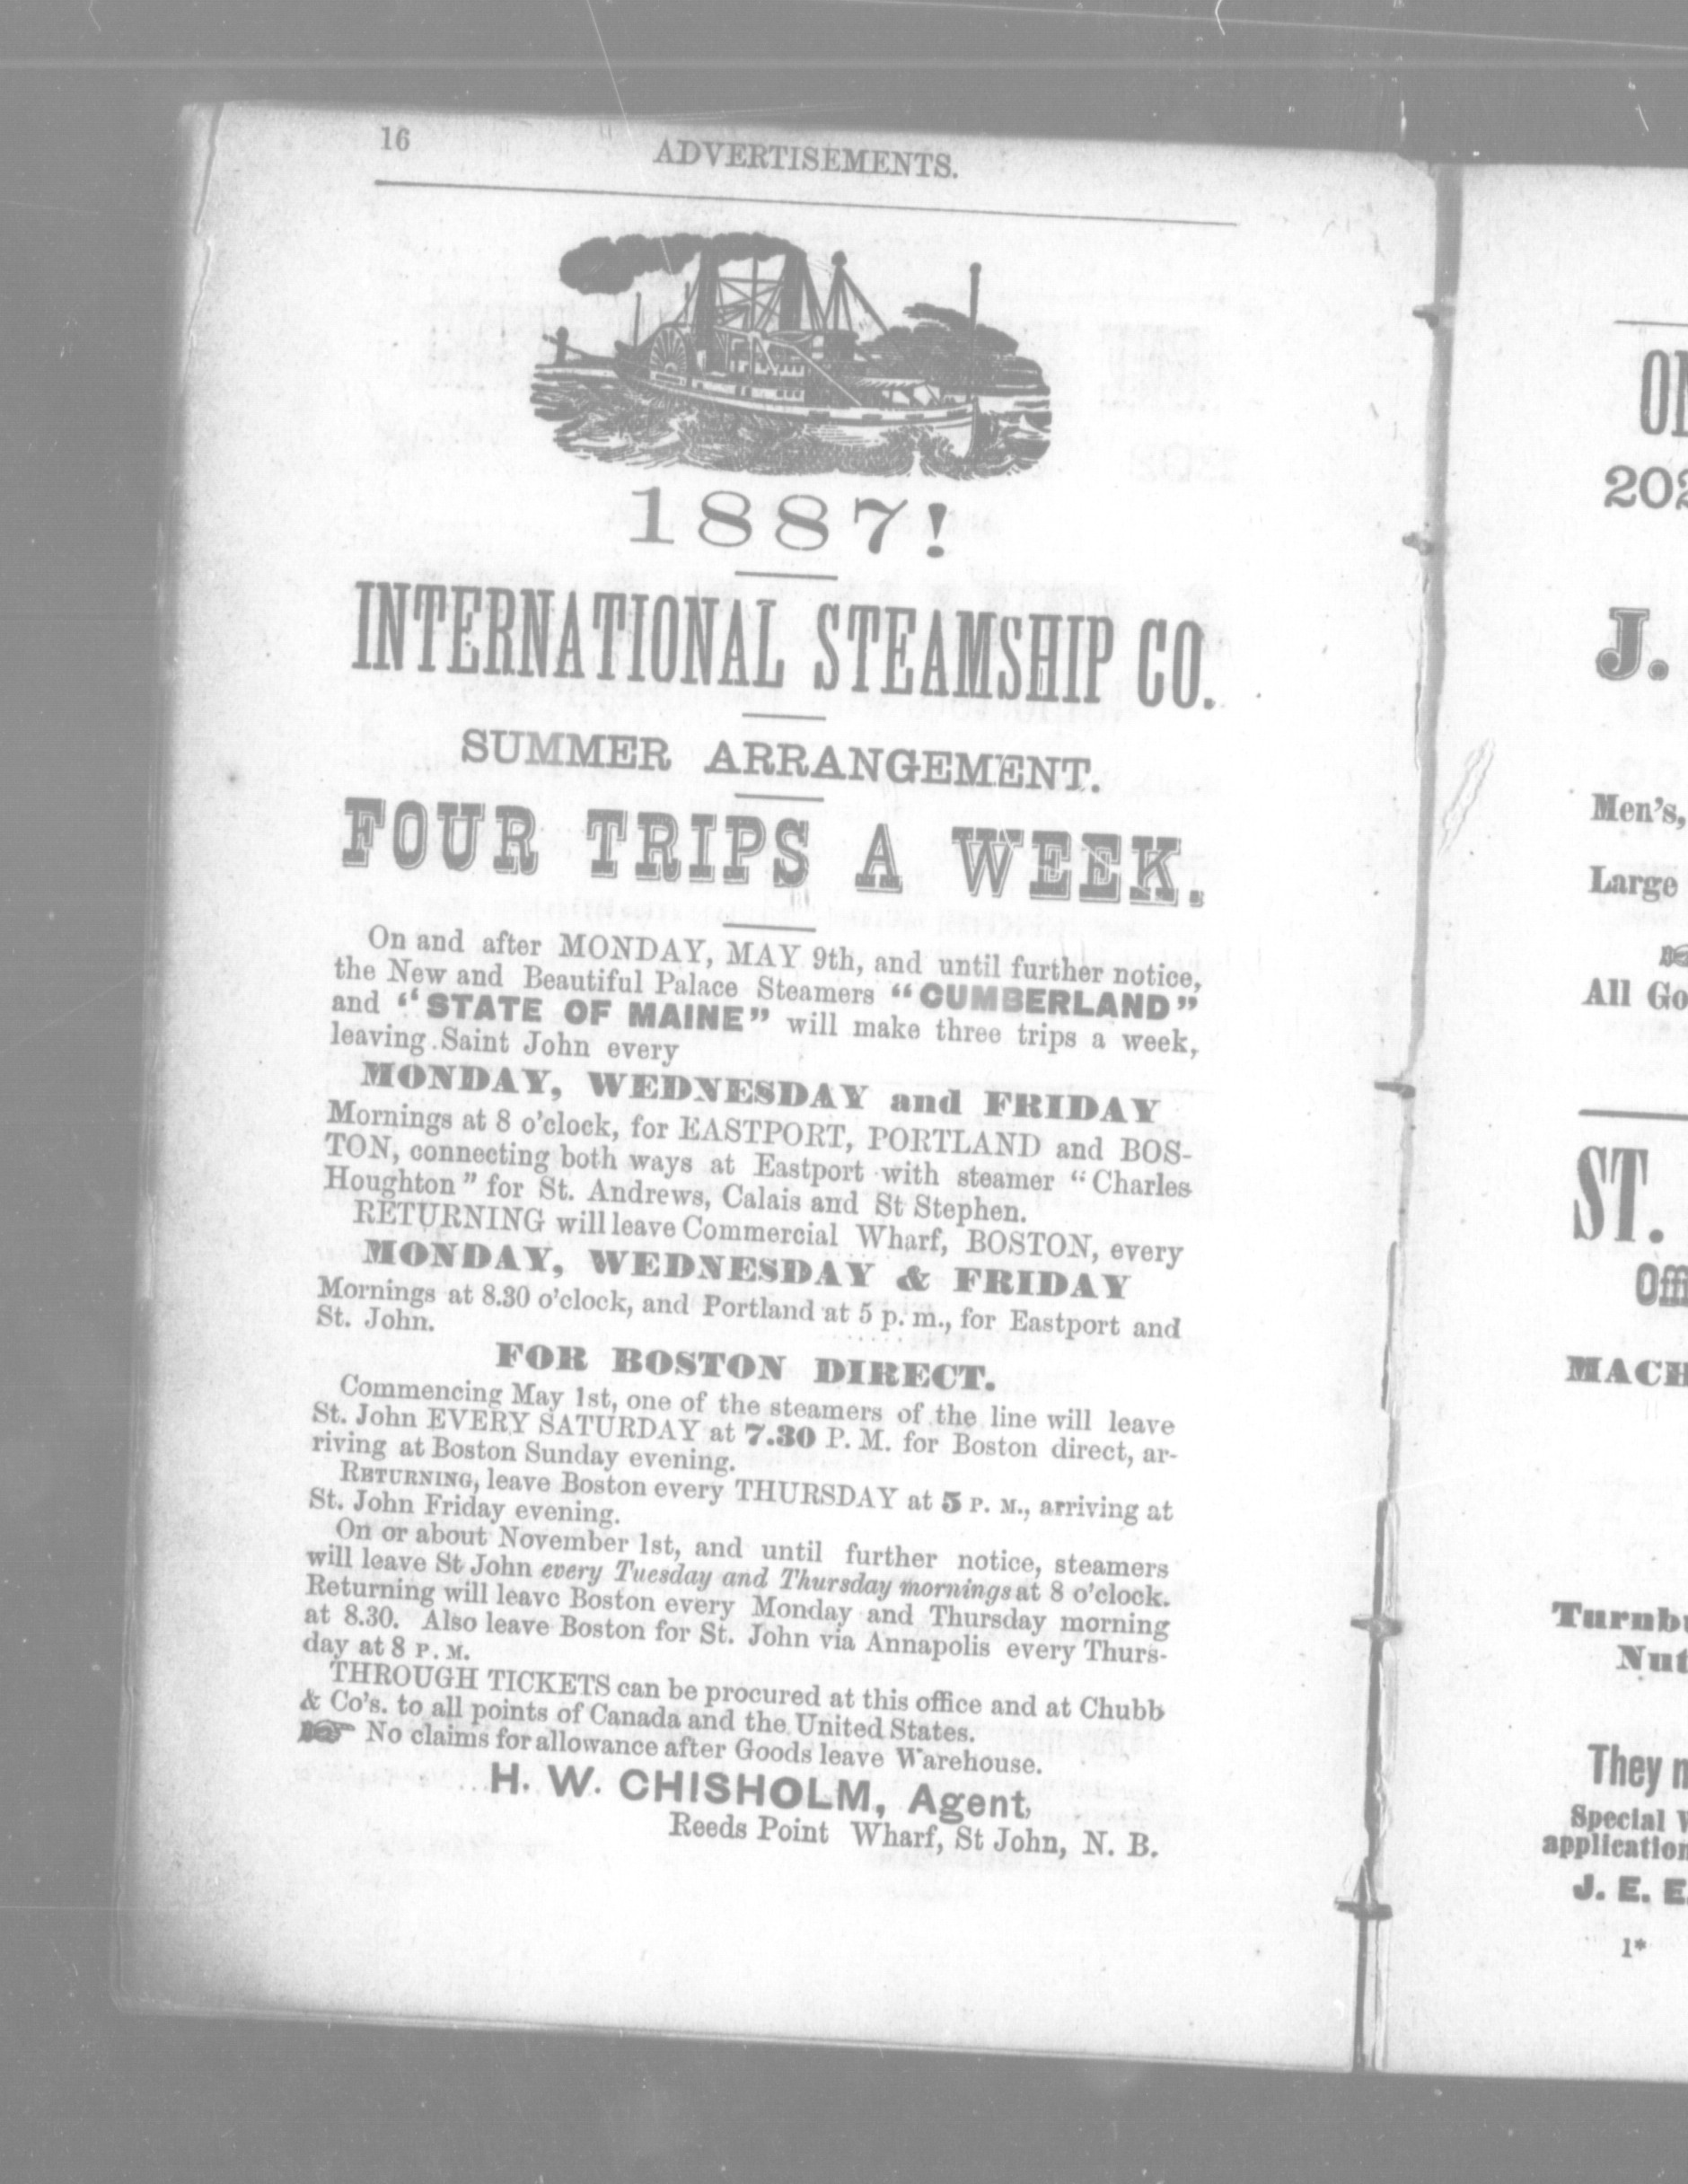 16
ADVERTISEMENTS.
1887!
INTERNATIONAL STEAMSHIP CO.
SUMMER ARRANGEMENT.
FOUR TRIPS A WEEK.
On and after MONDAY, MAY 9th, and until further notice,
the New and Beautiful Palace Steamers "CUMBERLAND"
and "STATE OF MAINE" will make three trips a week,
leaving Saint John every
MONDAY, WEDNESDAY and FRIDAY
Mornings at 8 o'clock, for EASTPORT, PORTLAND and BOS-
TON, connecting both ways at Eastport with steamer "Charles
Houghton" for St. Andrews, Calais and St Stephen.
RETURNING will leave Commercial Wharf, BOSTON, every
MONDAY, WEDNESDAY & FRIDAY
Mornings at 8.30 o'clock, and Portland at 5 p. m., for Eastport and
St. John.
FOR BOSTON DIRECT.
Commencing May 1st, one of the steamers of the line will leave
St. John EVERY SATURDAY at 7.30 P. M. for Boston direct, ar-
riving at Boston Sunday evening.
RETURNING, leave Boston every THURSDAY at 5 P. M., arriving at
St. John Friday evening.
On or about November 1st, and until further notice, steamers
will leave St John every Tuesday and Thursday mornings at 8 o'clock.
Returning will leave Boston every Monday and Thursday morning
at 8.30. Also leave Boston for St. John via Annapolis every Thurs-
day at 8 P. M.
THROUGH TICKETS can be procured at this office and at Chubb
& Co's. to all points of Canada and the United States.
☞ No claims for allowance after Goods leave Warehouse.
H. W. CHISHOLM, Agent,
Reeds Point Wharf, St John, N. B.
202
J.
Men's,
Large
All Go
ST.
Offi
MACH
Turnbu
Nut
They m
Special W
application
J. E. E.
1*